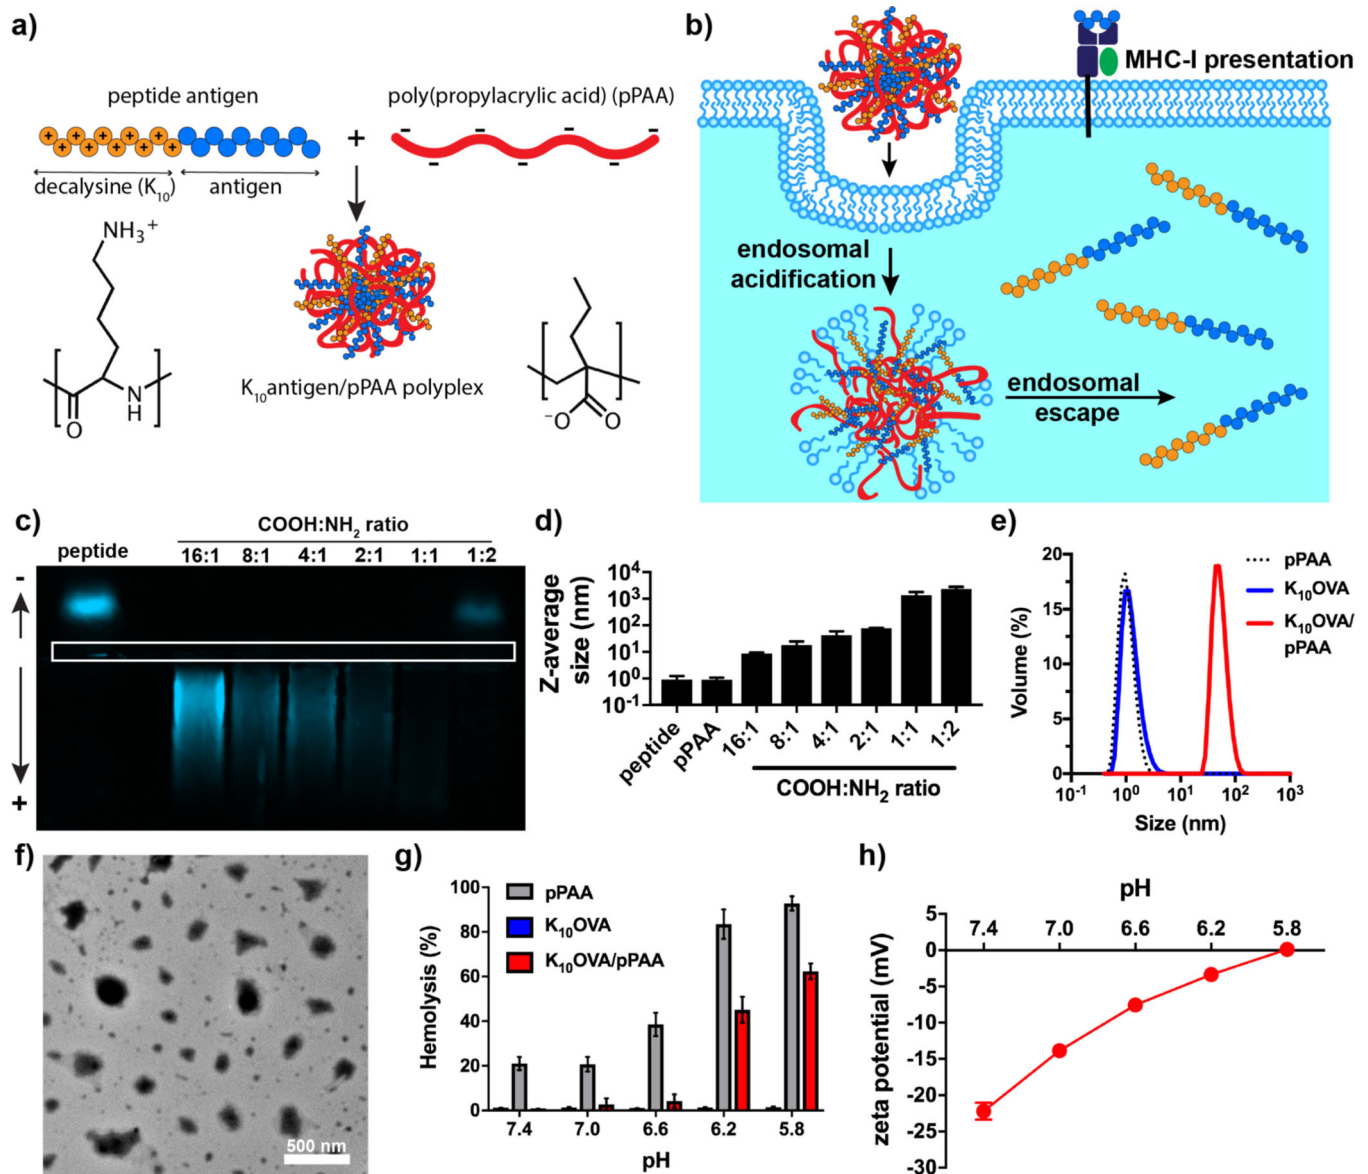 a)
peptide antigen
poly(propylacrylic acid) (pPAA)
+ + + + + + + + + +
+
- - - - - - -
decalysine (K10)
antigen
NH3+
O
N
H
K10antigen/pPAA polyplex
-O
O
b)
MHC-I presentation
endosomal
acidification
endosomal
escape
c)
COOH:NH2 ratio
peptide
16:1 8:1 4:1 2:1 1:1 1:2
-
+
d)
Z-average
size (nm)
10^4
10^3
10^2
10^1
10^0
10^-1
peptide
pPAA
16:1
8:1
4:1
2:1
1:1
1:2
COOH:NH2 ratio
e)
Volume (%)
20
15
10
5
0
10^-1 10^0 10^1 10^2 10^3
Size (nm)
pPAA
K10OVA
K10OVA/
pPAA
f)
500 nm
g)
Hemolysis (%)
100
80
60
40
20
0
pPAA
K10OVA
K10OVA/pPAA
7.4 7.0 6.6 6.2 5.8
pH
h)
pH
7.4 7.0 6.6 6.2 5.8
zeta potential (mV)
5
0
-5
-10
-15
-20
-25
-30